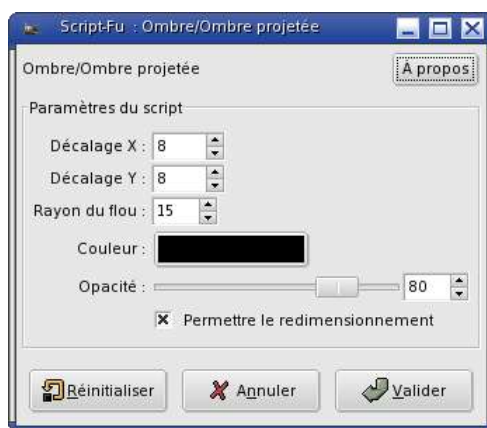 Script-Fu : Ombre/Ombre projetée
Ombre/Ombre projetée
À propos
Paramètres du script
Décalage X : 8
Décalage Y : 8
Rayon du flou : 15
Couleur :
Opacité : 80
Permettre le redimensionnement
Réinitialiser
Annuler
Valider